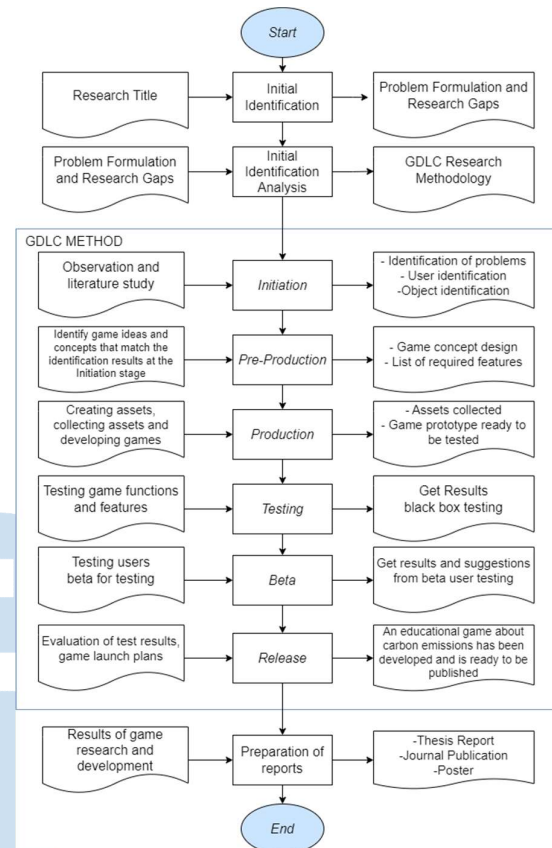 Start
Research Title
Initial
Identification
Problem Formulation and
Research Gaps
Problem Formulation
and Research Gaps
Initial
Identification
Analysis
GDLC Research
Methodology
GDLC METHOD
Observation and
literature study
Initiation
- Identification of problems
- User identification
-Object identification
Identify game ideas and
concepts that match the
identification results at the
Initiation stage
Pre-Production
- Game concept design
- List of required features
Creating assets,
collecting assets and
developing games
Production
- Assets collected
- Game prototype ready to
be tested
Testing game functions
and features
Testing
Get Results
black box testing
Testing users
beta for testing
Beta
Get results and suggestions
from beta user testing
Evaluation of test results,
game launch plans
Release
An educational game about
carbon emissions has been
developed and is ready to be
published
Results of game
research and
development
Preparation of
reports
-Thesis Report
-Journal Publication
-Poster
End